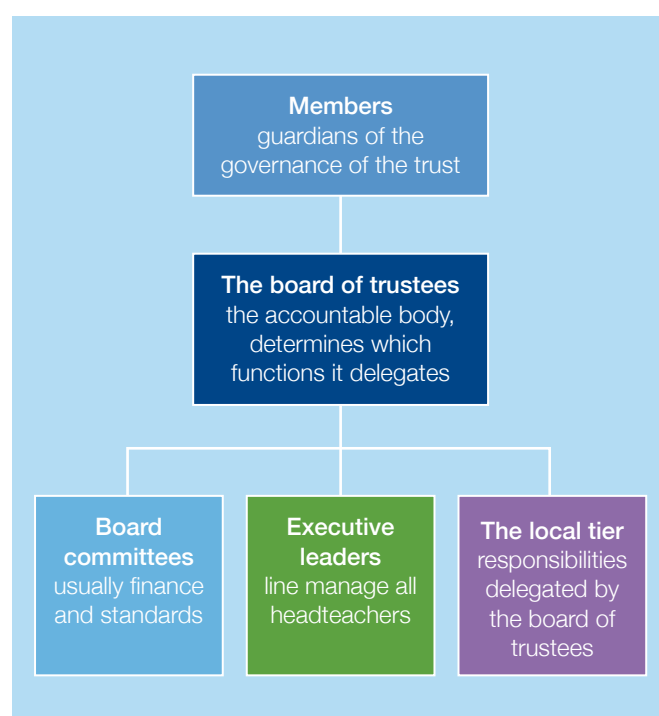 Members
guardians of the
governance of the trust
The board of trustees
the accountable body,
determines which
functions it delegates
Board
committees
usually finance
and standards
Executive
leaders
line manage all
headteachers
The local tier
responsibilities
delegated by
the board of
trustees